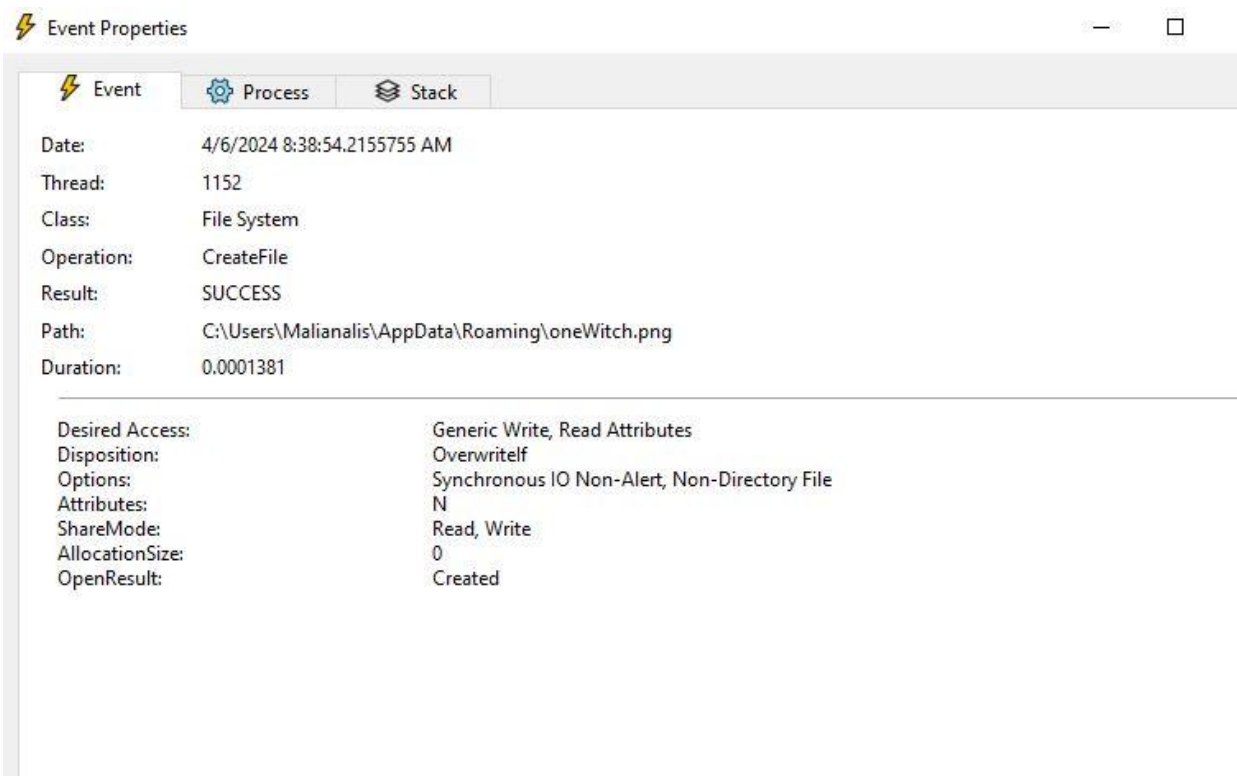 Event Properties
Event Process Stack
Date: 4/6/2024 8:38:54.2155755 AM
Thread: 1152
Class: File System
Operation: CreateFile
Result: SUCCESS
Path: C:\Users\Malianalis\AppData\Roaming\oneWitch.png
Duration: 0.0001381
Desired Access: Generic Write, Read Attributes
Disposition: OverwriteIf
Options: Synchronous IO Non-Alert, Non-Directory File
Attributes: N
ShareMode: Read, Write
AllocationSize: 0
OpenResult: Created